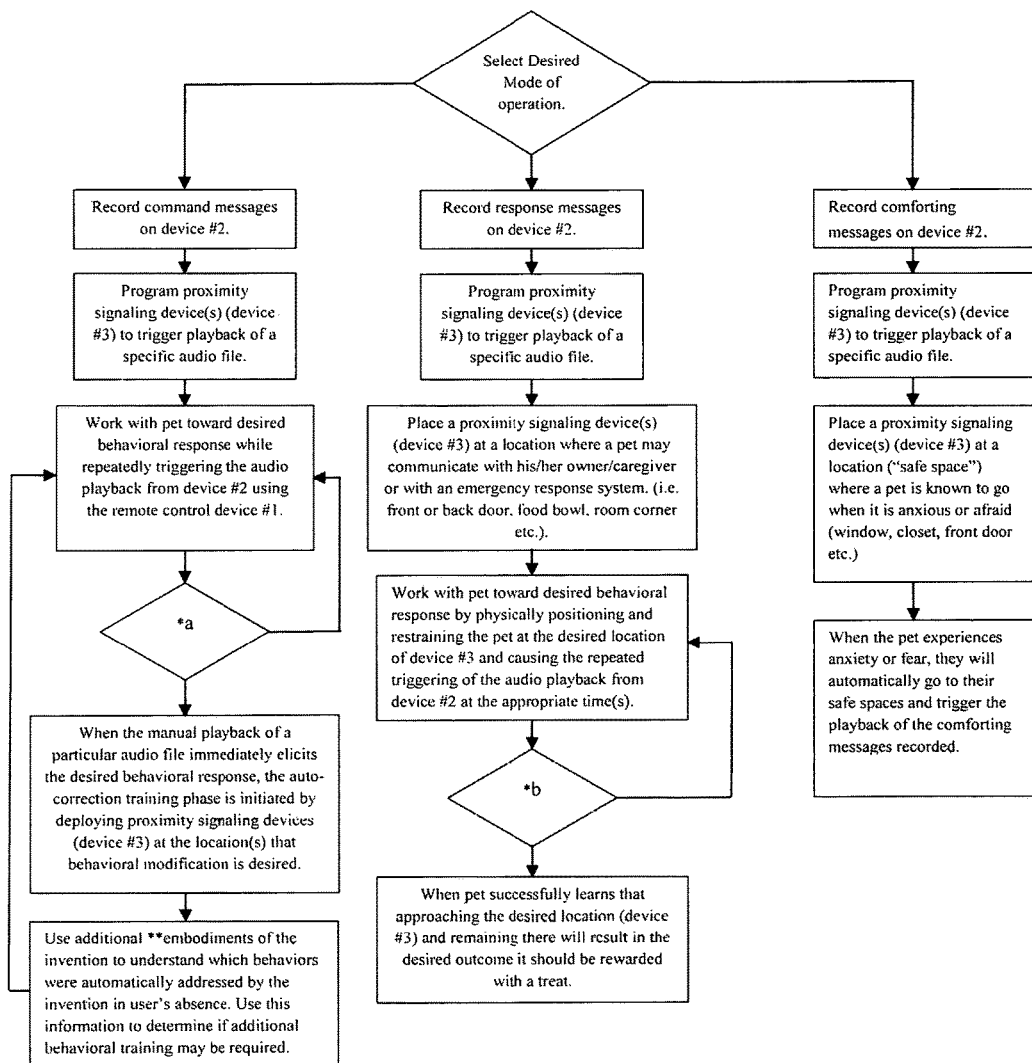 Select Desired
Mode of
operation.
Record command messages
on device #2.
Program proximity
signaling device(s) (device
#3) to trigger playback of a
specific audio file.
Work with pet toward desired
behavioral response while
repeatedly triggering the audio
playback from device #2 using
the remote control device #1.
*a
When the manual playback of a
particular audio file immediately elicits
the desired behavioral response, the auto-
correction training phase is initiated by
deploying proximity signaling devices
(device #3) at the location(s) that
behavioral modification is desired.
Use additional **embodiments of the
invention to understand which behaviors
were automatically addressed by the
invention in user's absence. Use this
information to determine if additional
behavioral training may be required.
Record response messages
on device #2.
Program proximity
signaling device(s) (device
#3) to trigger playback of a
specific audio file.
Place a proximity signaling device(s)
(device #3) at a location where a pet may
communicate with his/her owner/caregiver
or with an emergency response system. (i.e.
front or back door, food bowl, room corner
etc.).
Work with pet toward desired behavioral
response by physically positioning and
restraining the pet at the desired location
of device #3 and causing the repeated
triggering of the audio playback from
device #2 at the appropriate time(s).
*b
When pet successfully learns that
approaching the desired location (device
#3) and remaining there will result in the
desired outcome it should be rewarded
with a treat.
Record comforting
messages on device #2.
Program proximity
signaling device(s) (device
#3) to trigger playback of a
specific audio file.
Place a proximity signaling
device(s) (device #3) at a
location ("safe space")
where a pet is known to go
when it is anxious or afraid
(window, closet, front door
etc.)
When the pet experiences
anxiety or fear, they will
automatically go to their
safe spaces and trigger the
playback of the comforting
messages recorded.